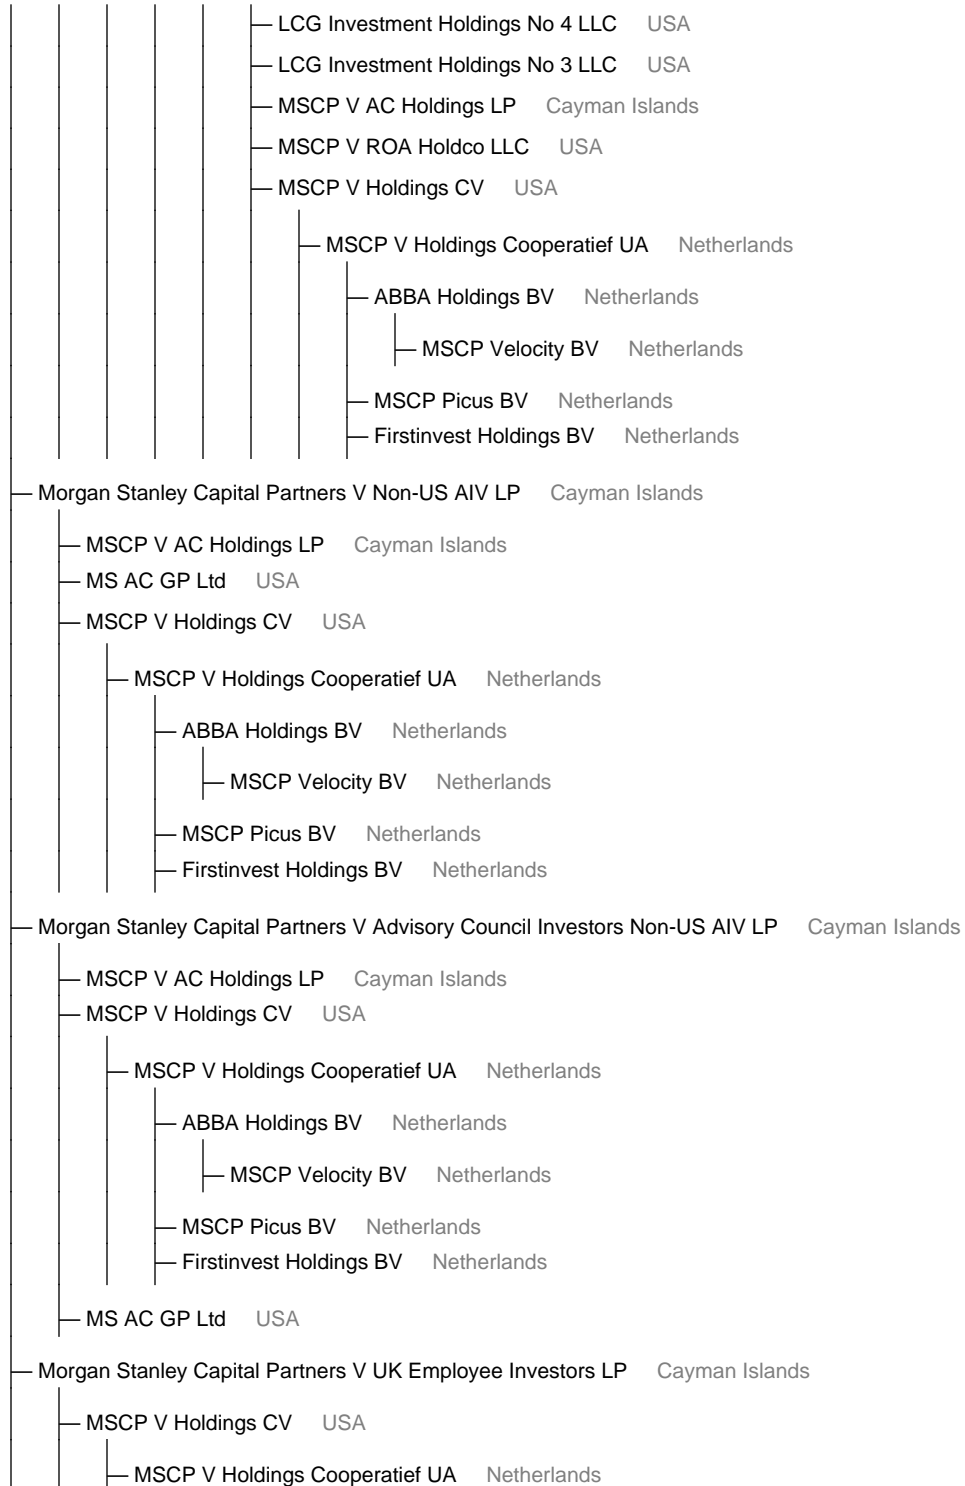 LCG Investment Holdings No 4 LLC USA
LCG Investment Holdings No 3 LLC USA
MSCP V AC Holdings LP Cayman Islands
MSCP V ROA Holdco LLC USA
MSCP V Holdings CV USA
MSCP V Holdings Cooperatief UA Netherlands
ABBA Holdings BV Netherlands
MSCP Velocity BV Netherlands
MSCP Picus BV Netherlands
Firstinvest Holdings BV Netherlands
Morgan Stanley Capital Partners V Non-US AIV LP Cayman Islands
MSCP V AC Holdings LP Cayman Islands
MS AC GP Ltd USA
MSCP V Holdings CV USA
MSCP V Holdings Cooperatief UA Netherlands
ABBA Holdings BV Netherlands
MSCP Velocity BV Netherlands
MSCP Picus BV Netherlands
Firstinvest Holdings BV Netherlands
Morgan Stanley Capital Partners V Advisory Council Investors Non-US AIV LP Cayman Islands
MSCP V AC Holdings LP Cayman Islands
MSCP V Holdings CV USA
MSCP V Holdings Cooperatief UA Netherlands
ABBA Holdings BV Netherlands
MSCP Velocity BV Netherlands
MSCP Picus BV Netherlands
Firstinvest Holdings BV Netherlands
MS AC GP Ltd USA
Morgan Stanley Capital Partners V UK Employee Investors LP Cayman Islands
MSCP V Holdings CV USA
MSCP V Holdings Cooperatief UA Netherlands